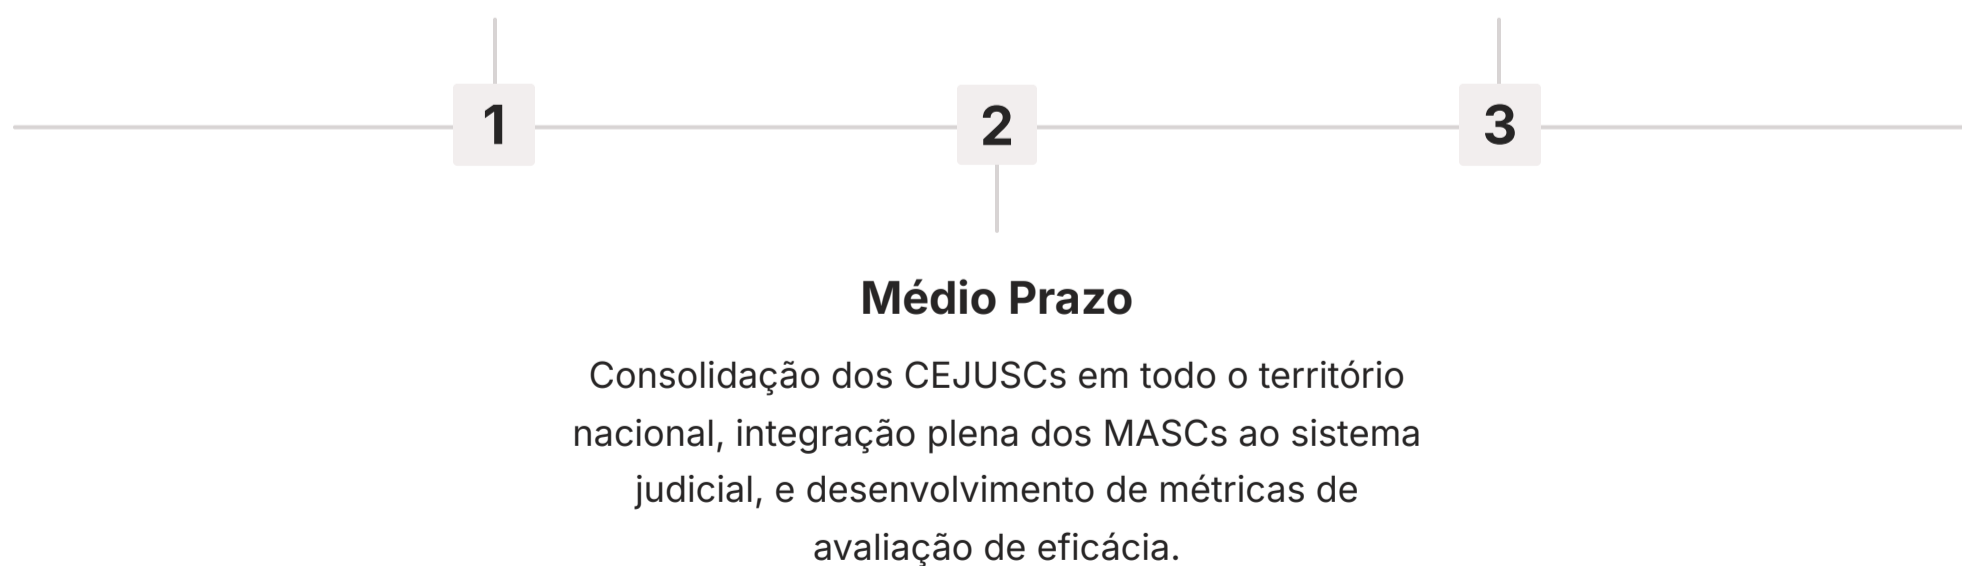 1
2
3
Médio Prazo
Consolidação dos CEJUSCs em todo o território
nacional, integração plena dos MASCs ao sistema
judicial, e desenvolvimento de métricas de
avaliação de eficácia.